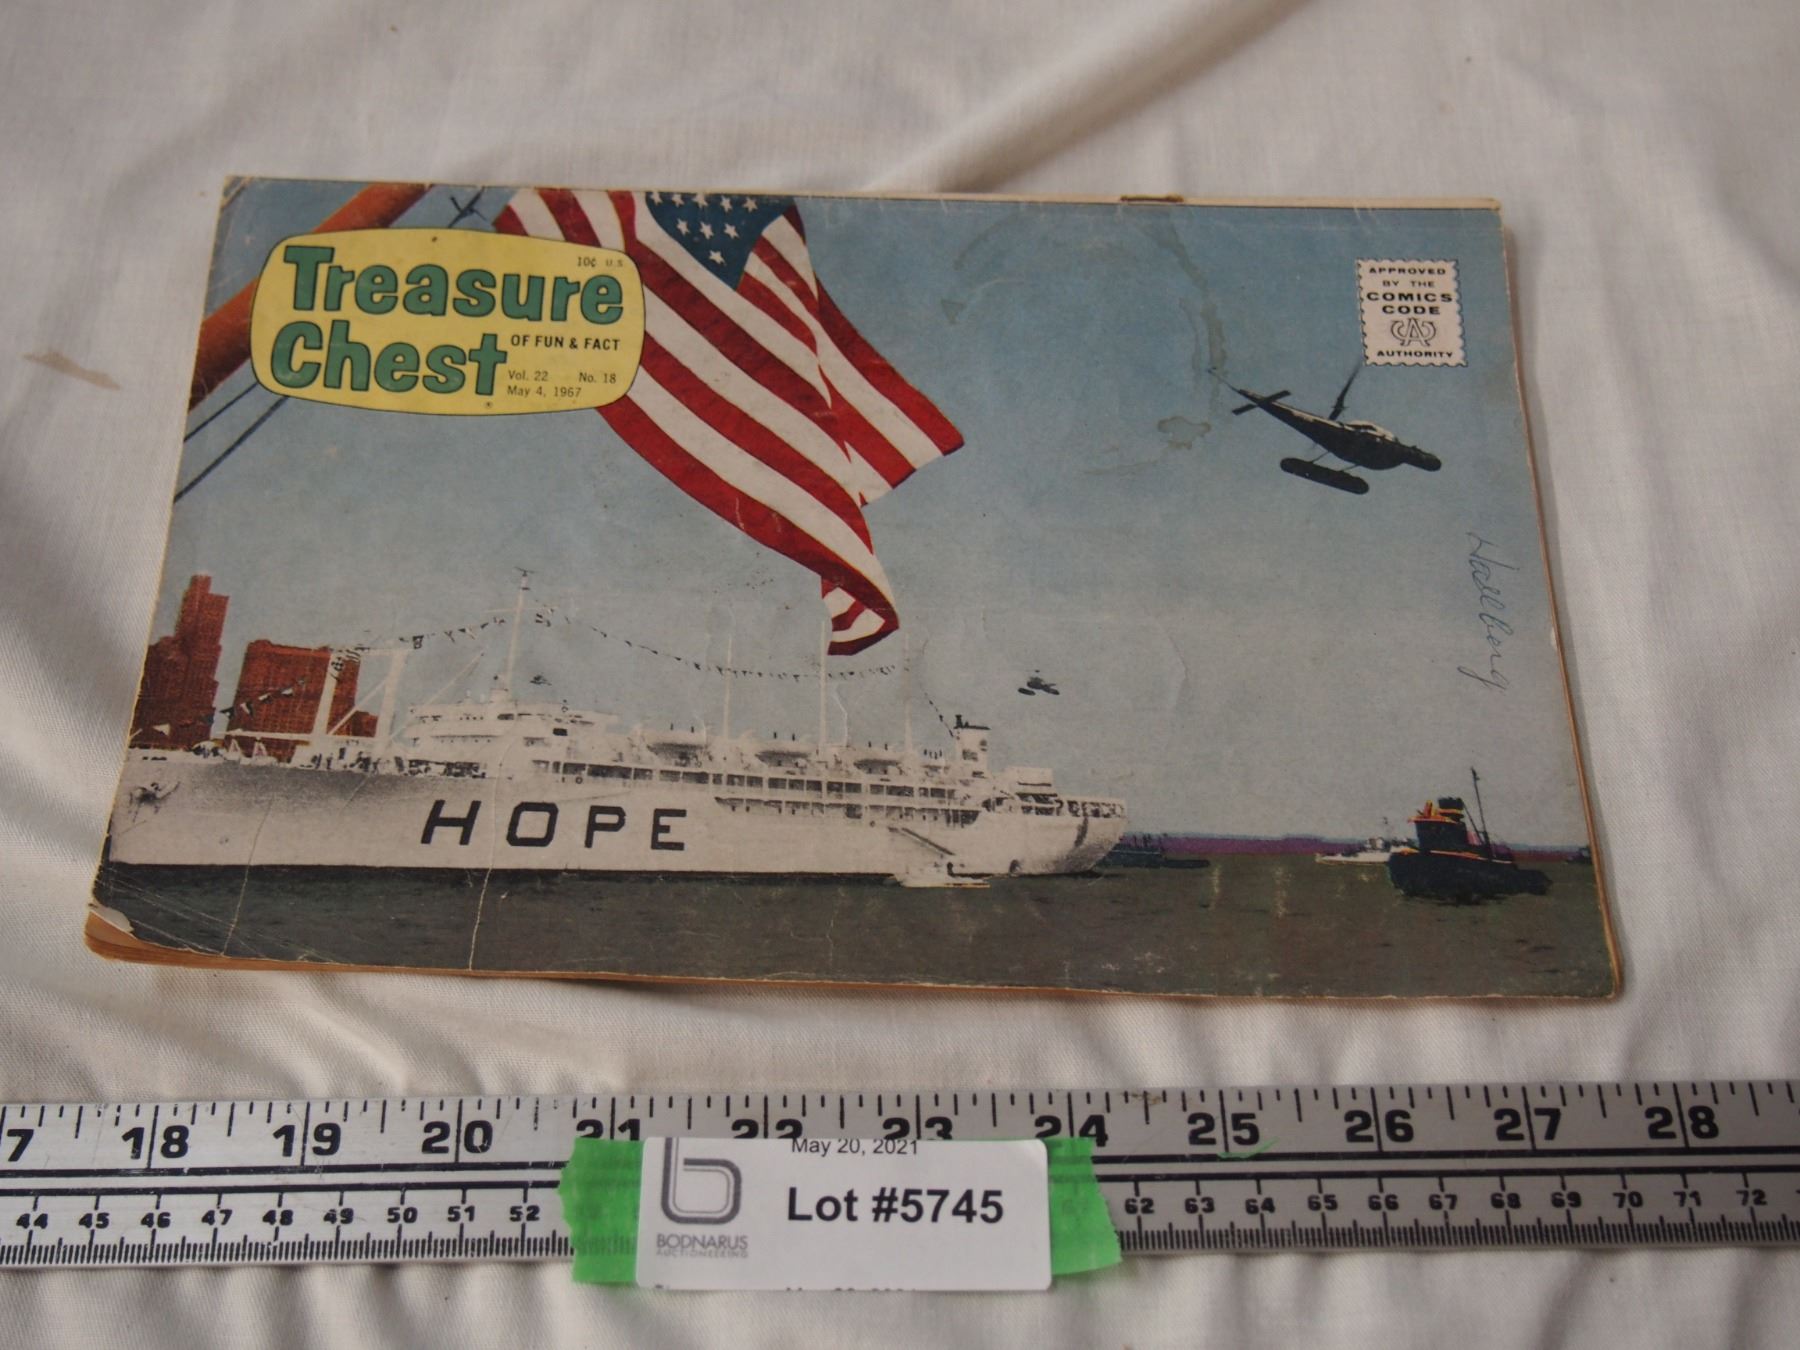 Treasure
Chest
10¢ U.S.
OF FUN & FACT
Vol. 22 No. 18
May 4, 1967
®
APPROVED
BY THE
COMICS
CODE
CA
AUTHORITY
HOPE
7 18 19 20 21 22 23 24 25 26 27 28
44 45 46 47 48 49 50 51 52 62 63 64 65 66 67 68 69 70 71 72
May 20, 2021
Lot #5745
BODNARUS
AUCTIONEERING